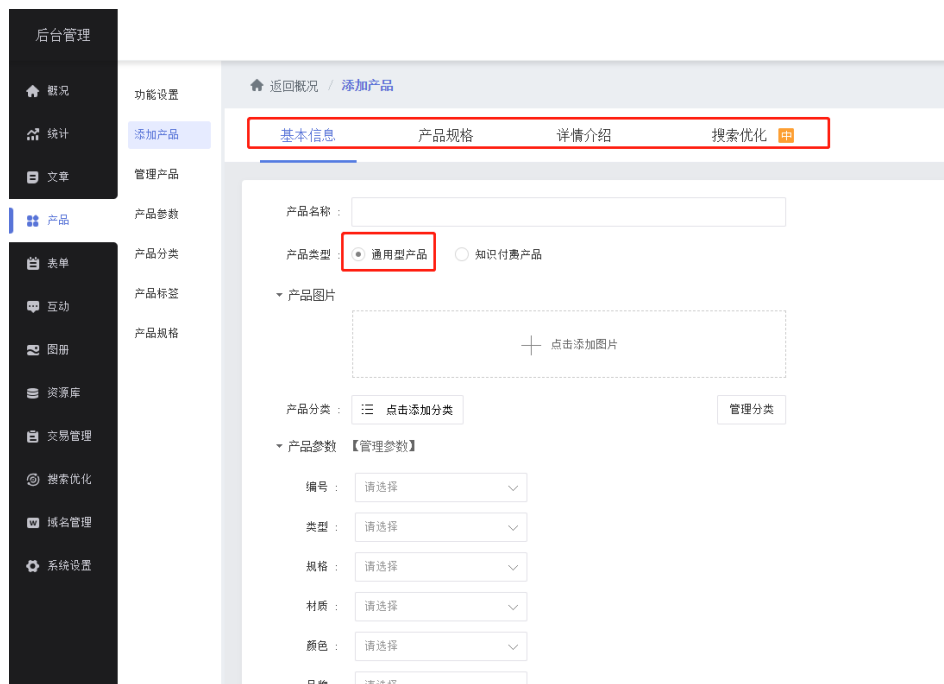 后台管理
概况
统计
文章
产品
表单
互动
图册
资源库
交易管理
搜索优化
域名管理
系统设置
功能设置
添加产品
管理产品
产品参数
产品分类
产品标签
产品规格
返回概况 / 添加产品
基本信息 产品规格 详情介绍 搜索优化 中
产品名称 :
产品类型 : 通用型产品 知识付费产品
产品图片
点击添加图片
产品分类 : 点击添加分类 管理分类
产品参数 【管理参数】
编号 : 请选择
类型 : 请选择
规格 : 请选择
材质 : 请选择
颜色 : 请选择
请选择